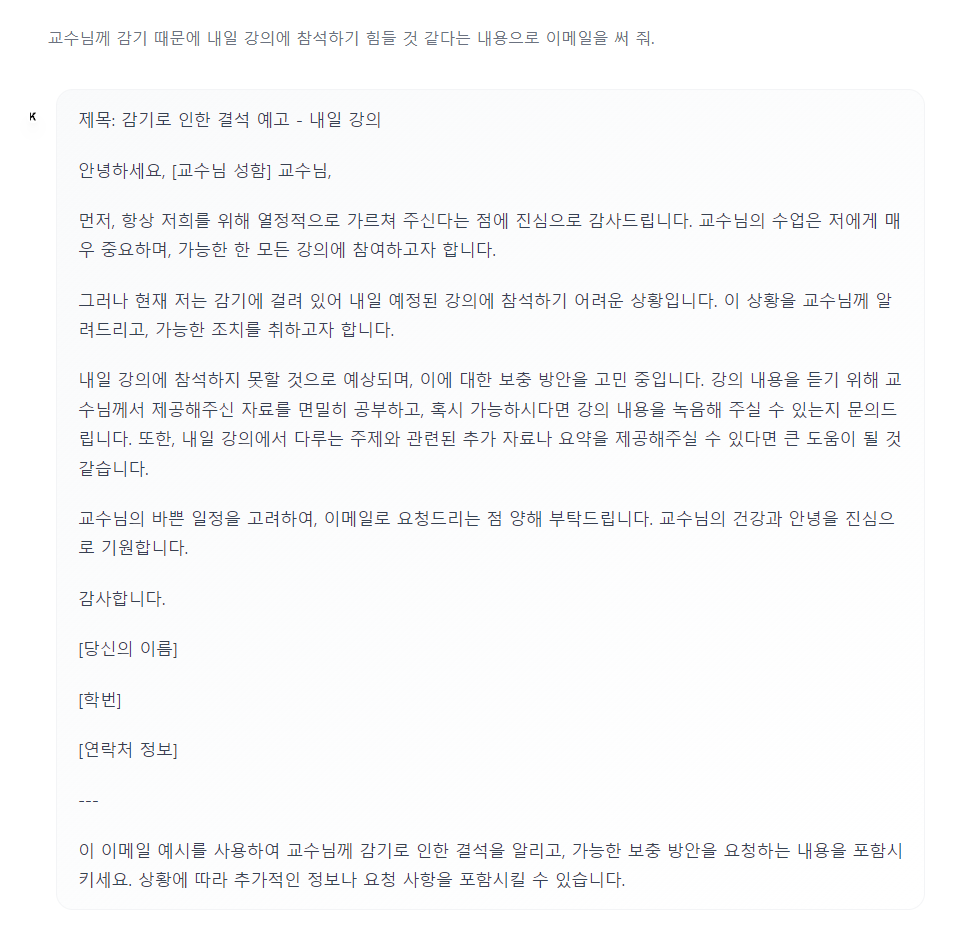 교수님께 감기 때문에 내일 강의에 참석하기 힘들 것 같다는 내용으로 이메일을 써 줘.
K
제목: 감기로 인한 결석 예고 - 내일 강의
안녕하세요, [교수님 성함] 교수님,
먼저, 항상 저희를 위해 열정적으로 가르쳐 주신다는 점에 진심으로 감사드립니다. 교수님의 수업은 저에게 매
우 중요하며, 가능한 한 모든 강의에 참여하고자 합니다.
그러나 현재 저는 감기에 걸려 있어 내일 예정된 강의에 참석하기 어려운 상황입니다. 이 상황을 교수님께 알
려드리고, 가능한 조치를 취하고자 합니다.
내일 강의에 참석하지 못할 것으로 예상되며, 이에 대한 보충 방안을 고민 중입니다. 강의 내용을 듣기 위해 교
수님께서 제공해주신 자료를 면밀히 공부하고, 혹시 가능하시다면 강의 내용을 녹음해 주실 수 있는지 문의드
립니다. 또한, 내일 강의에서 다루는 주제와 관련된 추가 자료나 요약을 제공해주실 수 있다면 큰 도움이 될 것
같습니다.
교수님의 바쁜 일정을 고려하여, 이메일로 요청드리는 점 양해 부탁드립니다. 교수님의 건강과 안녕을 진심으
로 기원합니다.
감사합니다.
[당신의 이름]
[학번]
[연락처 정보]
---
이 이메일 예시를 사용하여 교수님께 감기로 인한 결석을 알리고, 가능한 보충 방안을 요청하는 내용을 포함시
키세요. 상황에 따라 추가적인 정보나 요청 사항을 포함시킬 수 있습니다.